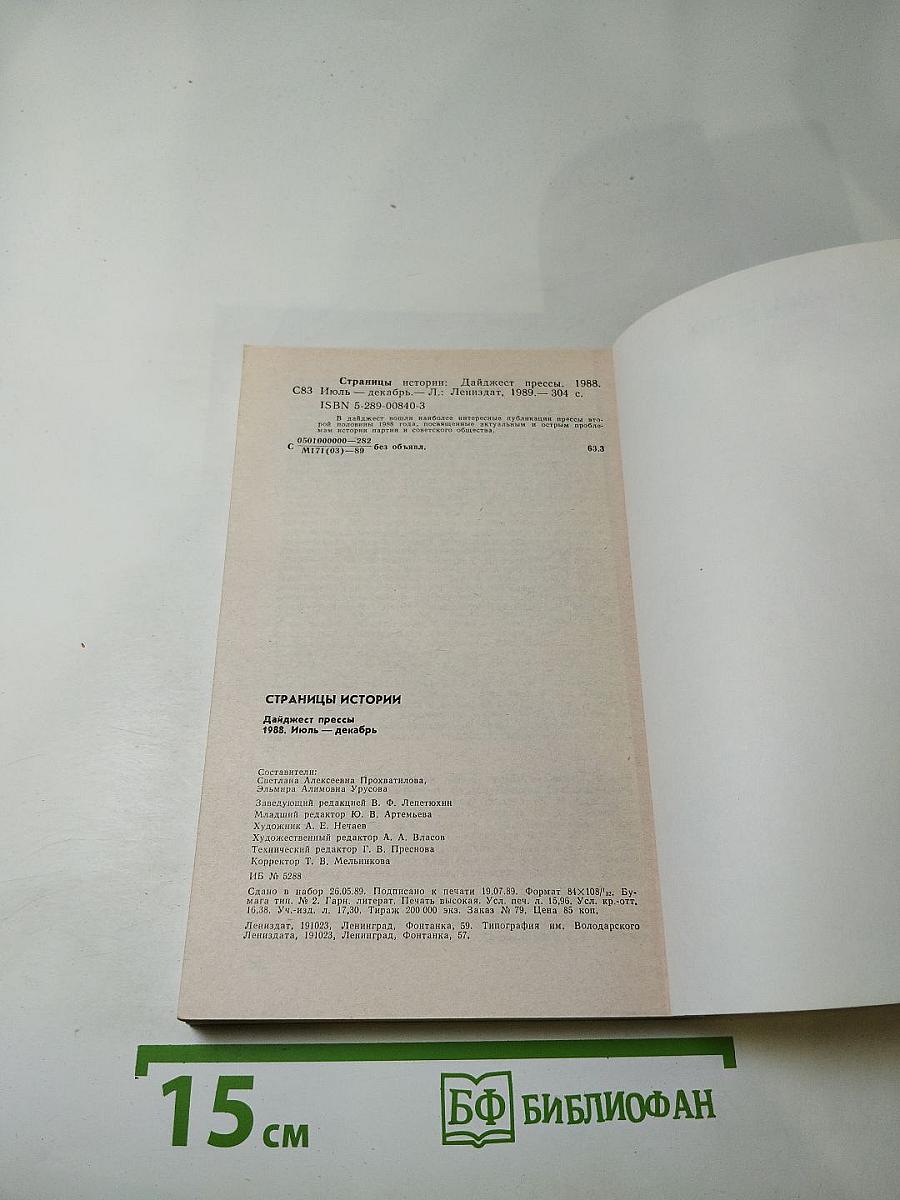 Страницы истории: Дайджест прессы. 1988.
С83 Июль — декабрь.— Л.: Лениздат, 1989.— 304 с.
ISBN 5-289-00840-3
В дайджест вошли наиболее интересные публикации прессы вто-
рой половины 1988 года, посвященные актуальным и острым пробле-
мам истории партии и советского общества.
0501000000—282
С М171(03)—89 без объявл. 63.3
СТРАНИЦЫ ИСТОРИИ
Дайджест прессы
1988. Июль — декабрь
Составители:
Светлана Алексеевна Прохватилова,
Эльмира Алимовна Урусова
Заведующий редакцией В. Ф. Лепетюхин
Младший редактор Ю. В. Артемьева
Художник А. Е. Нечаев
Художественный редактор А. А. Власов
Технический редактор Г. В. Преснова
Корректор Т. В. Мельникова
ИБ № 5288
Сдано в набор 26.05.89. Подписано к печати 19.07.89. Формат 84×108/32. Бу-
мага тип. № 2. Гарн. литерат. Печать высокая. Усл. печ. л. 15,96. Усл. кр.-отт.
16,38. Уч.-изд. л. 17,30. Тираж 200 000 экз. Заказ № 79. Цена 85 коп.
Лениздат, 191023, Ленинград, Фонтанка, 59. Типография им. Володарского
Лениздата, 191023, Ленинград, Фонтанка, 57.
15 см
БФ БИБЛИОФАН